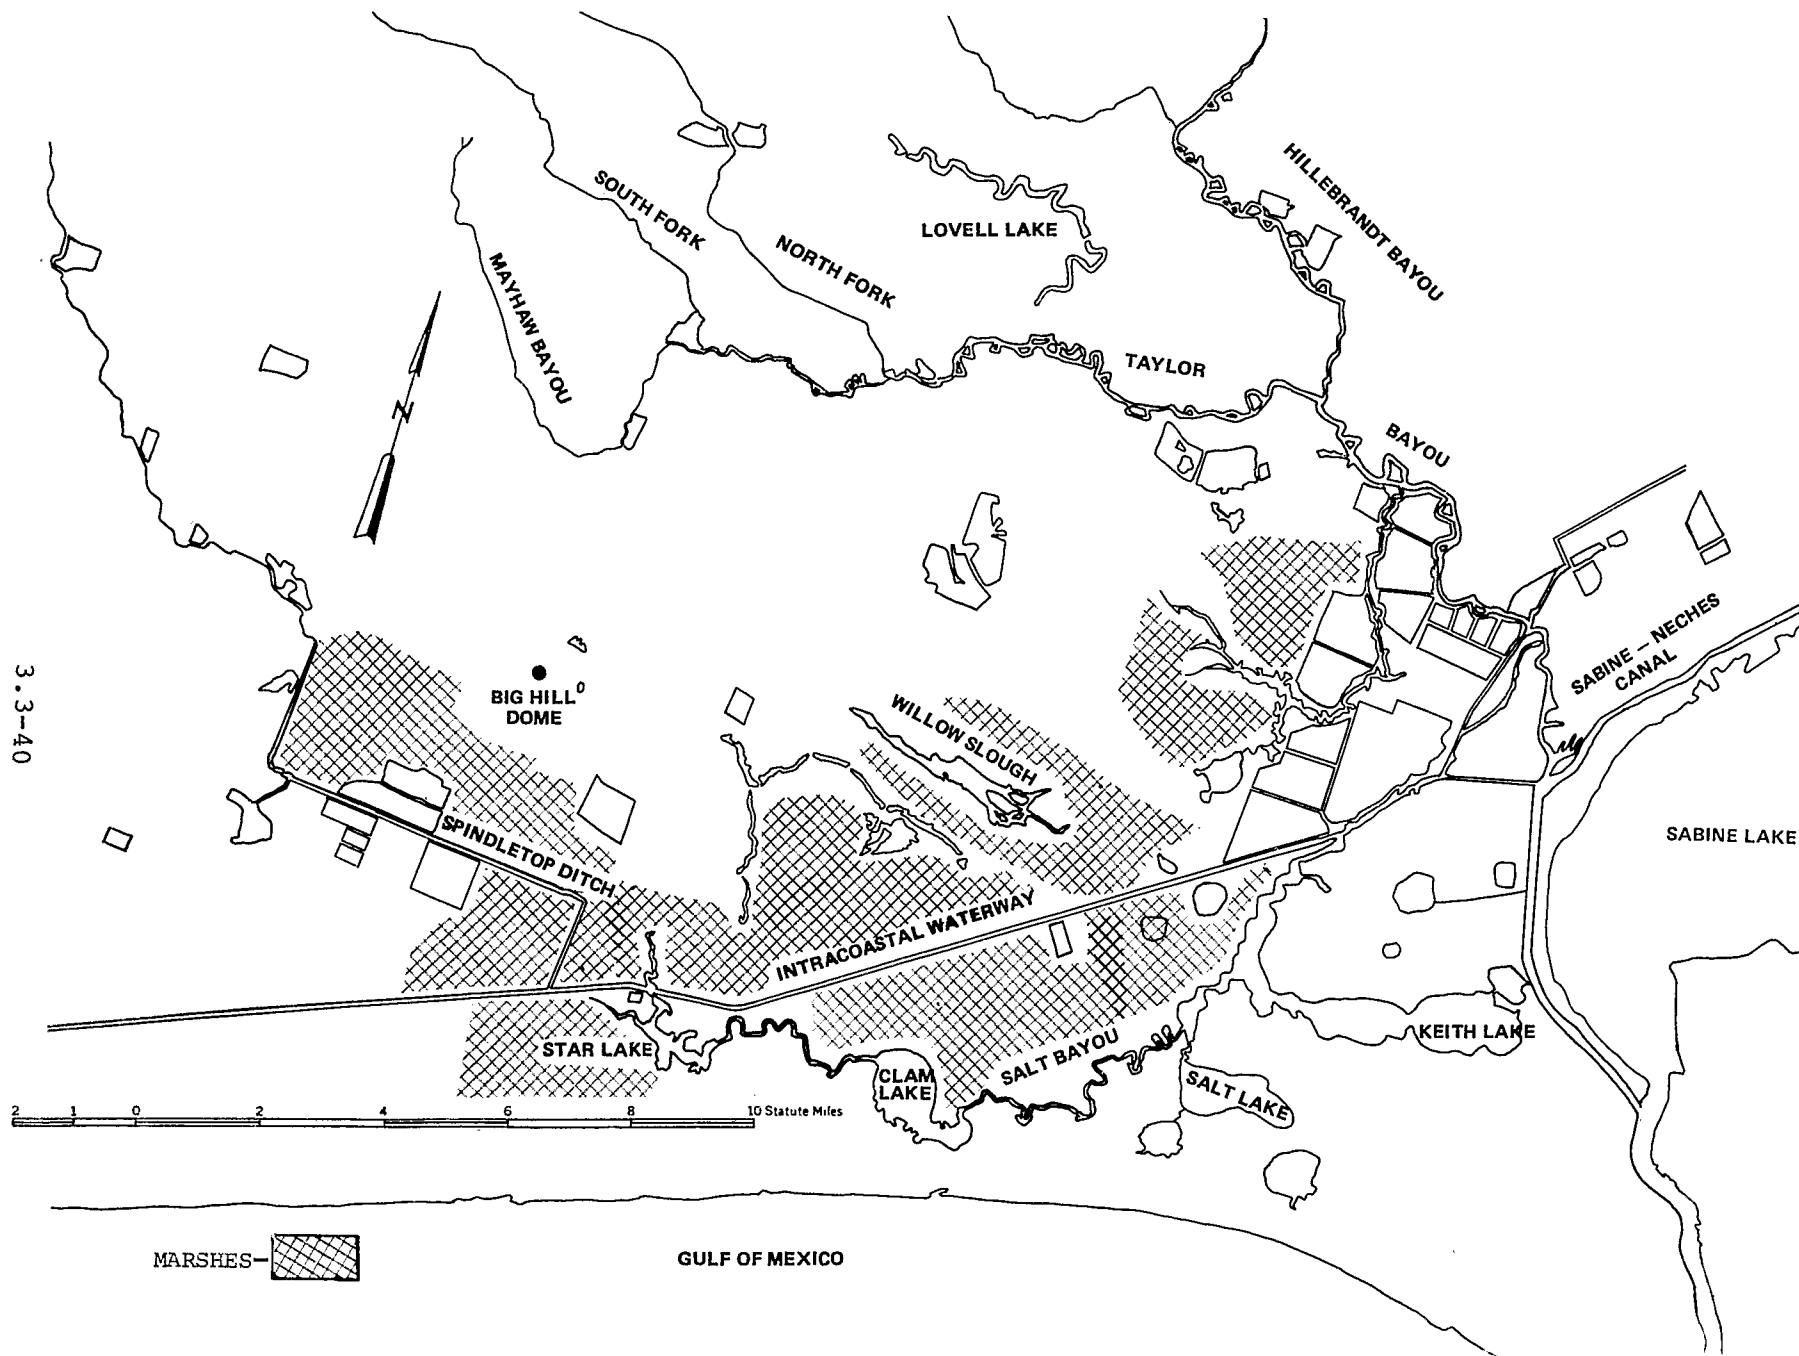 HILLEBRANDT BAYOU
SOUTH FORK
LOVELL LAKE
NORTH FORK
MAYHAW BAYOU
TAYLOR
BAYOU
N
SABINE – NECHES
CANAL
BIG HILL
DOME
WILLOW SLOUGH
3.3-40
SPINDLETOP DITCH
SABINE LAKE
INTRACOASTAL WATERWAY
STAR LAKE
SALT BAYOU
KEITH LAKE
CLAM
LAKE
SALT LAKE
2 1 0 2 4 6 8 10 Statute Miles
MARSHES-
GULF OF MEXICO